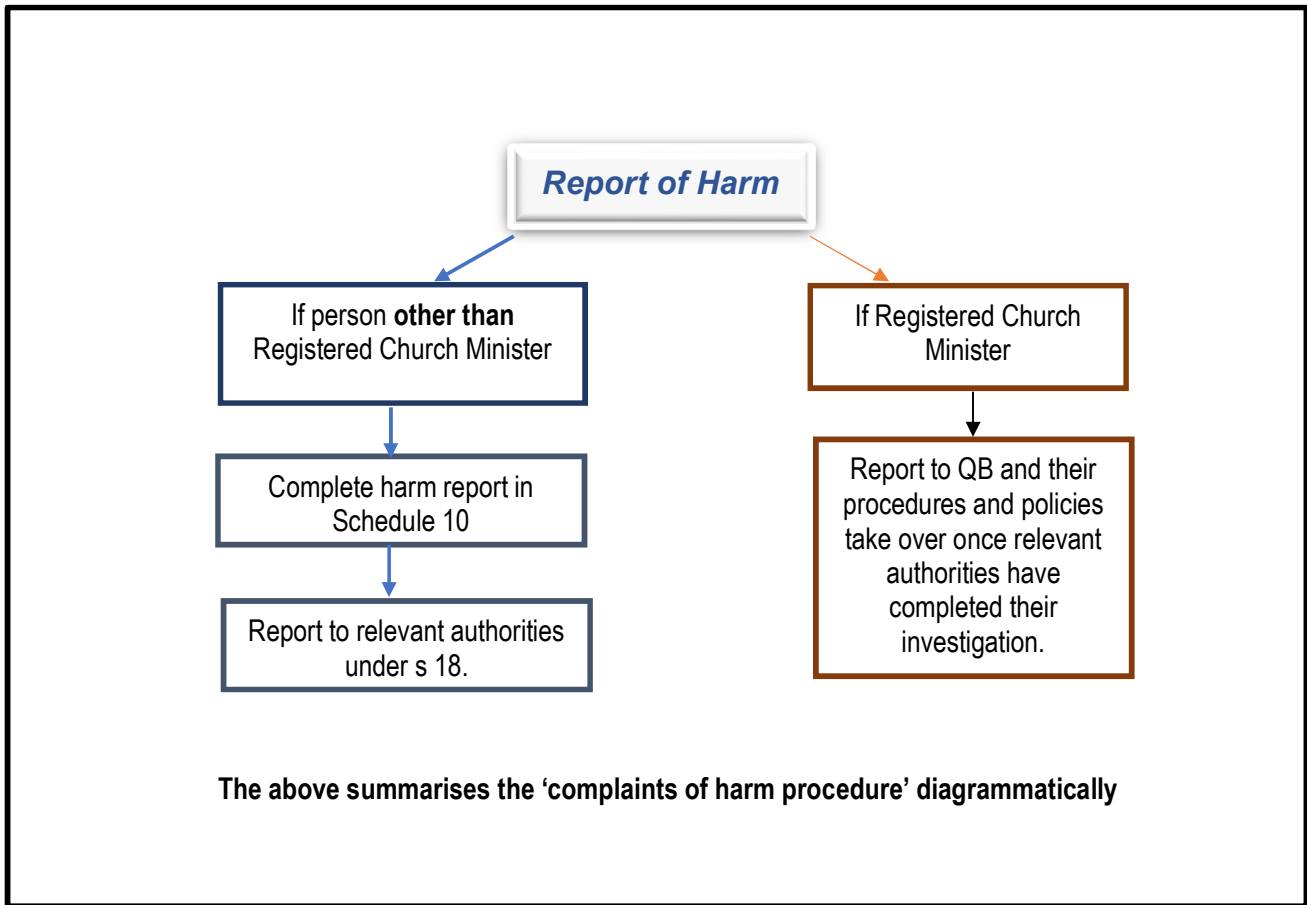 Report of Harm
If person other than
Registered Church Minister
Complete harm report in
Schedule 10
Report to relevant authorities
under s 18.
If Registered Church
Minister
Report to QB and their
procedures and policies
take over once relevant
authorities have
completed their
investigation.
The above summarises the ‘complaints of harm procedure’ diagrammatically